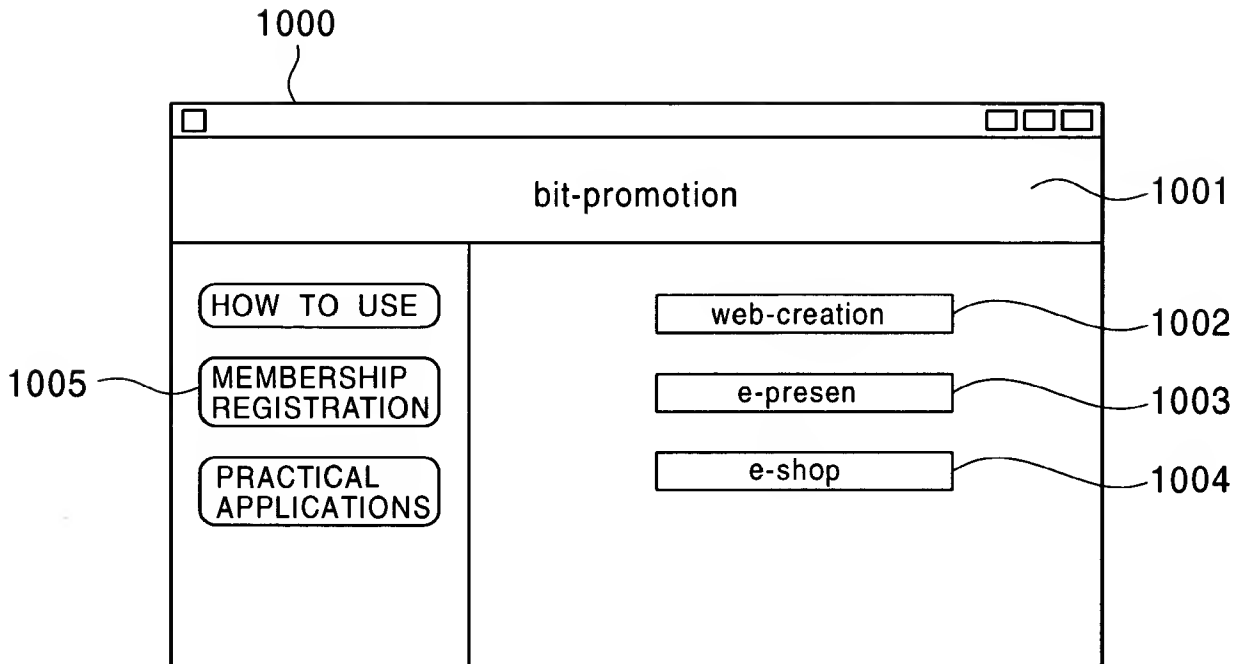 1000
bit-promotion
1001
HOW TO USE
web-creation
1002
1005
MEMBERSHIP
REGISTRATION
e-presen
1003
PRACTICAL
APPLICATIONS
e-shop
1004